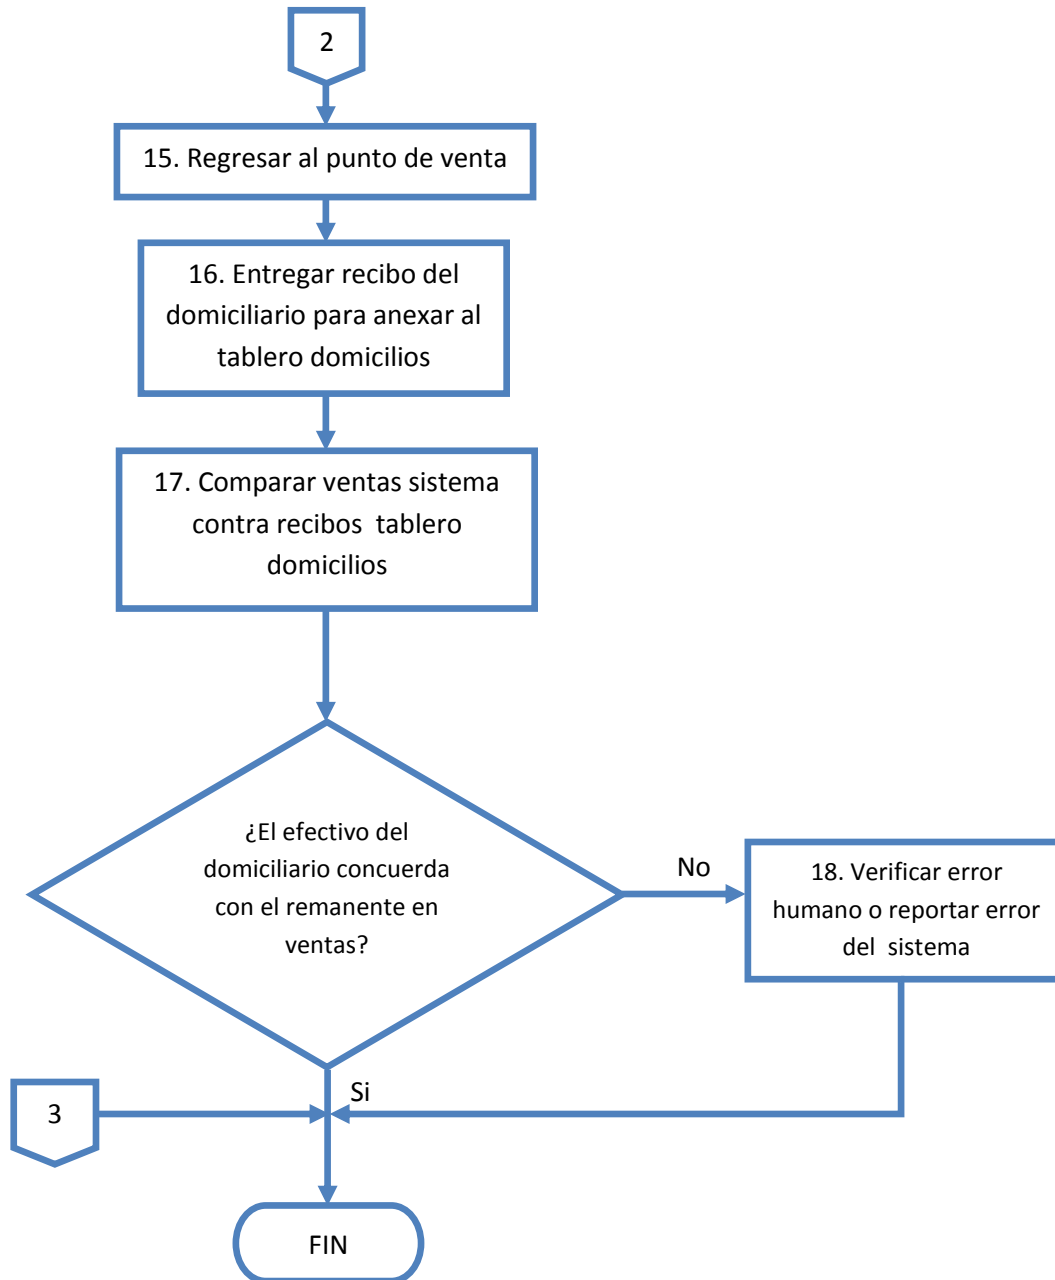 2
15. Regresar al punto de venta
16. Entregar recibo del
domiciliario para anexar al
tablero domicilios
17. Comparar ventas sistema
contra recibos  tablero
domicilios
¿El efectivo del
domiciliario concuerda
con el remanente en
ventas?
No
18. Verificar error
humano o reportar error
del  sistema
Si
3
FIN